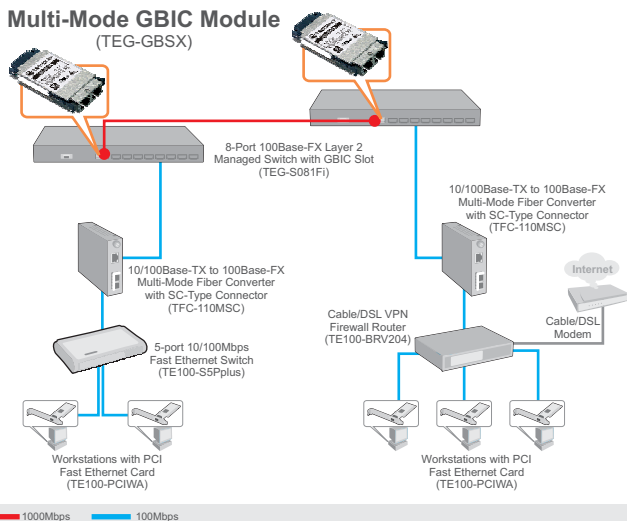 Multi-Mode GBIC Module
(TEG-GBSX)
8-Port 100Base-FX Layer 2
Managed Switch with GBIC Slot
(TEG-S081Fi)
10/100Base-TX to 100Base-FX
Multi-Mode Fiber Converter
with SC-Type Connector
(TFC-110MSC)
10/100Base-TX to 100Base-FX
Multi-Mode Fiber Converter
with SC-Type Connector
(TFC-110MSC)
Internet
Cable/DSL
Modem
Cable/DSL VPN
Firewall Router
(TE100-BRV204)
5-port 10/100Mbps
Fast Ethernet Switch
(TE100-S5Pplus)
Workstations with PCI
Fast Ethernet Card
(TE100-PCIWA)
Workstations with PCI
Fast Ethernet Card
(TE100-PCIWA)
1000Mbps
100Mbps